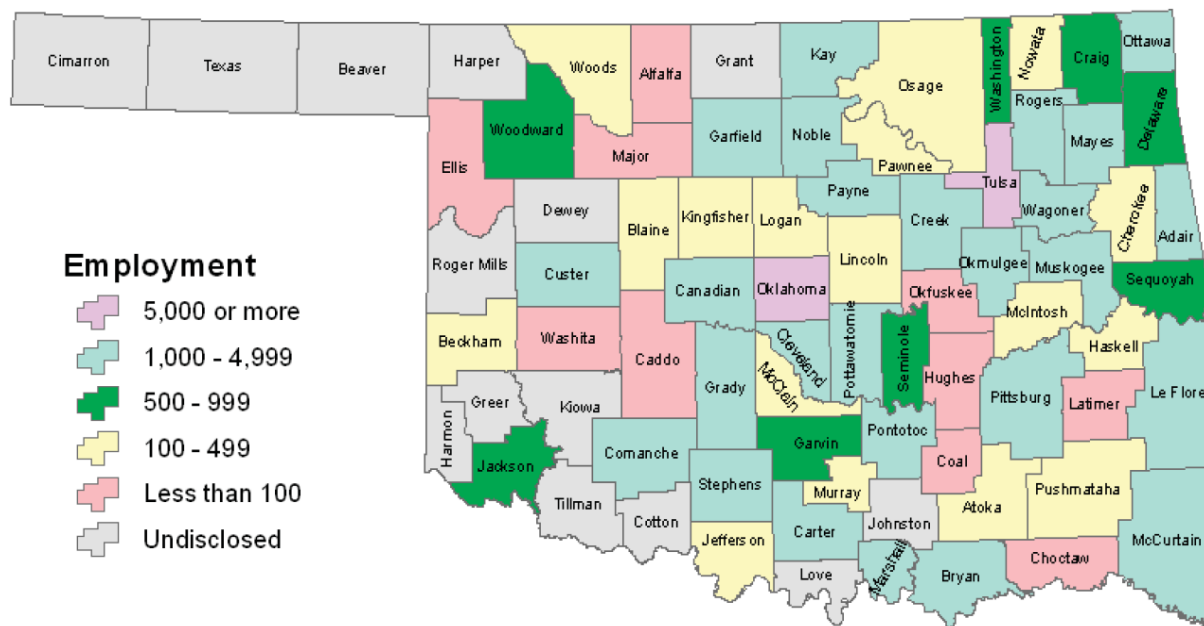 Cimarron
Texas
Beaver
Harper
Woods
Alfalfa
Grant
Kay
Osage
Washington
Nowata
Craig
Ottawa
Woodward
Ellis
Major
Garfield
Noble
Pawnee
Rogers
Mayes
Delaware
Tulsa
Dewey
Blaine
Kingfisher
Logan
Payne
Creek
Wagoner
Cherokee
Adair
Roger Mills
Custer
Canadian
Oklahoma
Lincoln
Okmulgee
Muskogee
Sequoyah
Okfuskee
McIntosh
Beckham
Washita
Caddo
Grady
Cleveland
McClain
Pottawatomie
Seminole
Hughes
Pittsburg
Haskell
Latimer
Le Flore
Greer
Harmon
Kiowa
Jackson
Comanche
Stephens
Garvin
Pontotoc
Coal
Murray
Atoka
Pushmataha
McCurtain
Tillman
Cotton
Jefferson
Carter
Johnston
Love
Marshall
Bryan
Choctaw
Employment
5,000 or more
1,000 - 4,999
500 - 999
100 - 499
Less than 100
Undisclosed